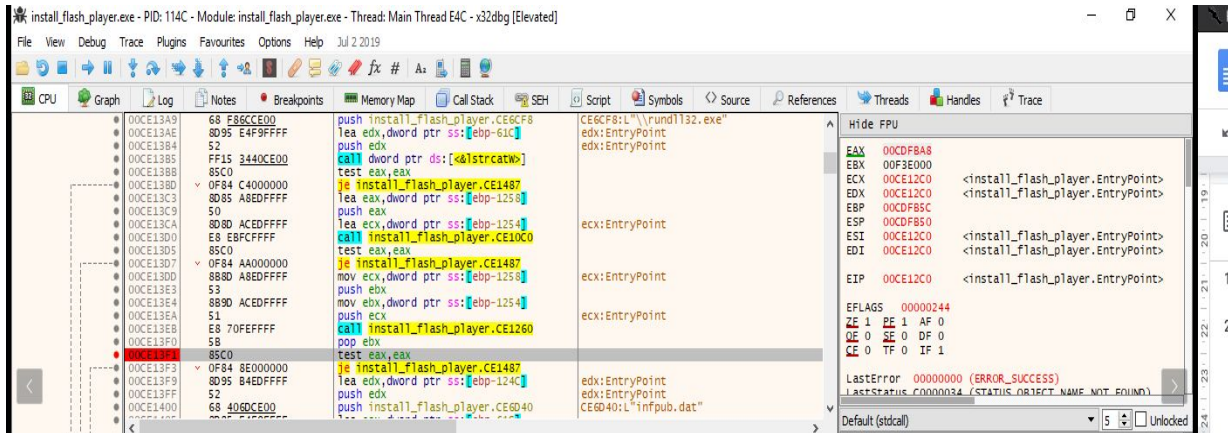 install_flash_player.exe - PID: 114C - Module: install_flash_player.exe - Thread: Main Thread E4C - x32dbg [Elevated]
File View Debug Trace Plugins Favourites Options Help Jul 2 2019
CPU Graph Log Notes Breakpoints Memory Map Call Stack SEH Script Symbols Source References Threads Handles Trace
00CE13A9 68 F86CCE00 push install_flash_player.CE6CF8 CE6CF8:L"\\rundll32.exe"
00CE13AE 8D95 E4F9FFFF lea edx,dword ptr ss:[ebp-61C] edx:EntryPoint
00CE13B4 52 push edx edx:EntryPoint
00CE13B5 FF15 3440CE00 call dword ptr ds:[<&lstrcatW>]
00CE13BB 85C0 test eax,eax
00CE13BD 0F84 C4000000 je install_flash_player.CE1487
00CE13C3 8D85 A8EDFFFF lea eax,dword ptr ss:[ebp-1258]
00CE13C9 50 push eax
00CE13CA 8D8D ACEDFFFF lea ecx,dword ptr ss:[ebp-1254] ecx:EntryPoint
00CE13D0 E8 EBFCFFFF call install_flash_player.CE10C0
00CE13D5 85C0 test eax,eax
00CE13D7 0F84 AA000000 je install_flash_player.CE1487
00CE13DD 8B8D A8EDFFFF mov ecx,dword ptr ss:[ebp-1258] ecx:EntryPoint
00CE13E3 53 push ebx
00CE13E4 8B9D ACEDFFFF mov ebx,dword ptr ss:[ebp-1254]
00CE13EA 51 push ecx ecx:EntryPoint
00CE13EB E8 70FEFFFF call install_flash_player.CE1260
00CE13F0 5B pop ebx
00CE13F1 85C0 test eax,eax
00CE13F3 0F84 8E000000 je install_flash_player.CE1487
00CE13F9 8D95 B4EDFFFF lea edx,dword ptr ss:[ebp-124C] edx:EntryPoint
00CE13FF 52 push edx edx:EntryPoint
00CE1400 68 406DCE00 push install_flash_player.CE6D40 CE6D40:L"infpub.dat"
Hide FPU
EAX 00CDFBA8
EBX 00F3E000
ECX 00CE12C0 <install_flash_player.EntryPoint>
EDX 00CE12C0 <install_flash_player.EntryPoint>
EBP 00CDFB5C
ESP 00CDFB50
ESI 00CE12C0 <install_flash_player.EntryPoint>
EDI 00CE12C0 <install_flash_player.EntryPoint>
EIP 00CE12C0 <install_flash_player.EntryPoint>
EFLAGS 00000244
ZF 1 PF 1 AF 0
OF 0 SF 0 DF 0
CF 0 TF 0 IF 1
LastError 00000000 (ERROR_SUCCESS)
LastStatus C0000034 (STATUS_OBJECT_NAME_NOT_FOUND)
Default (stdcall) 5 Unlocked
19
20
21
22
23
24